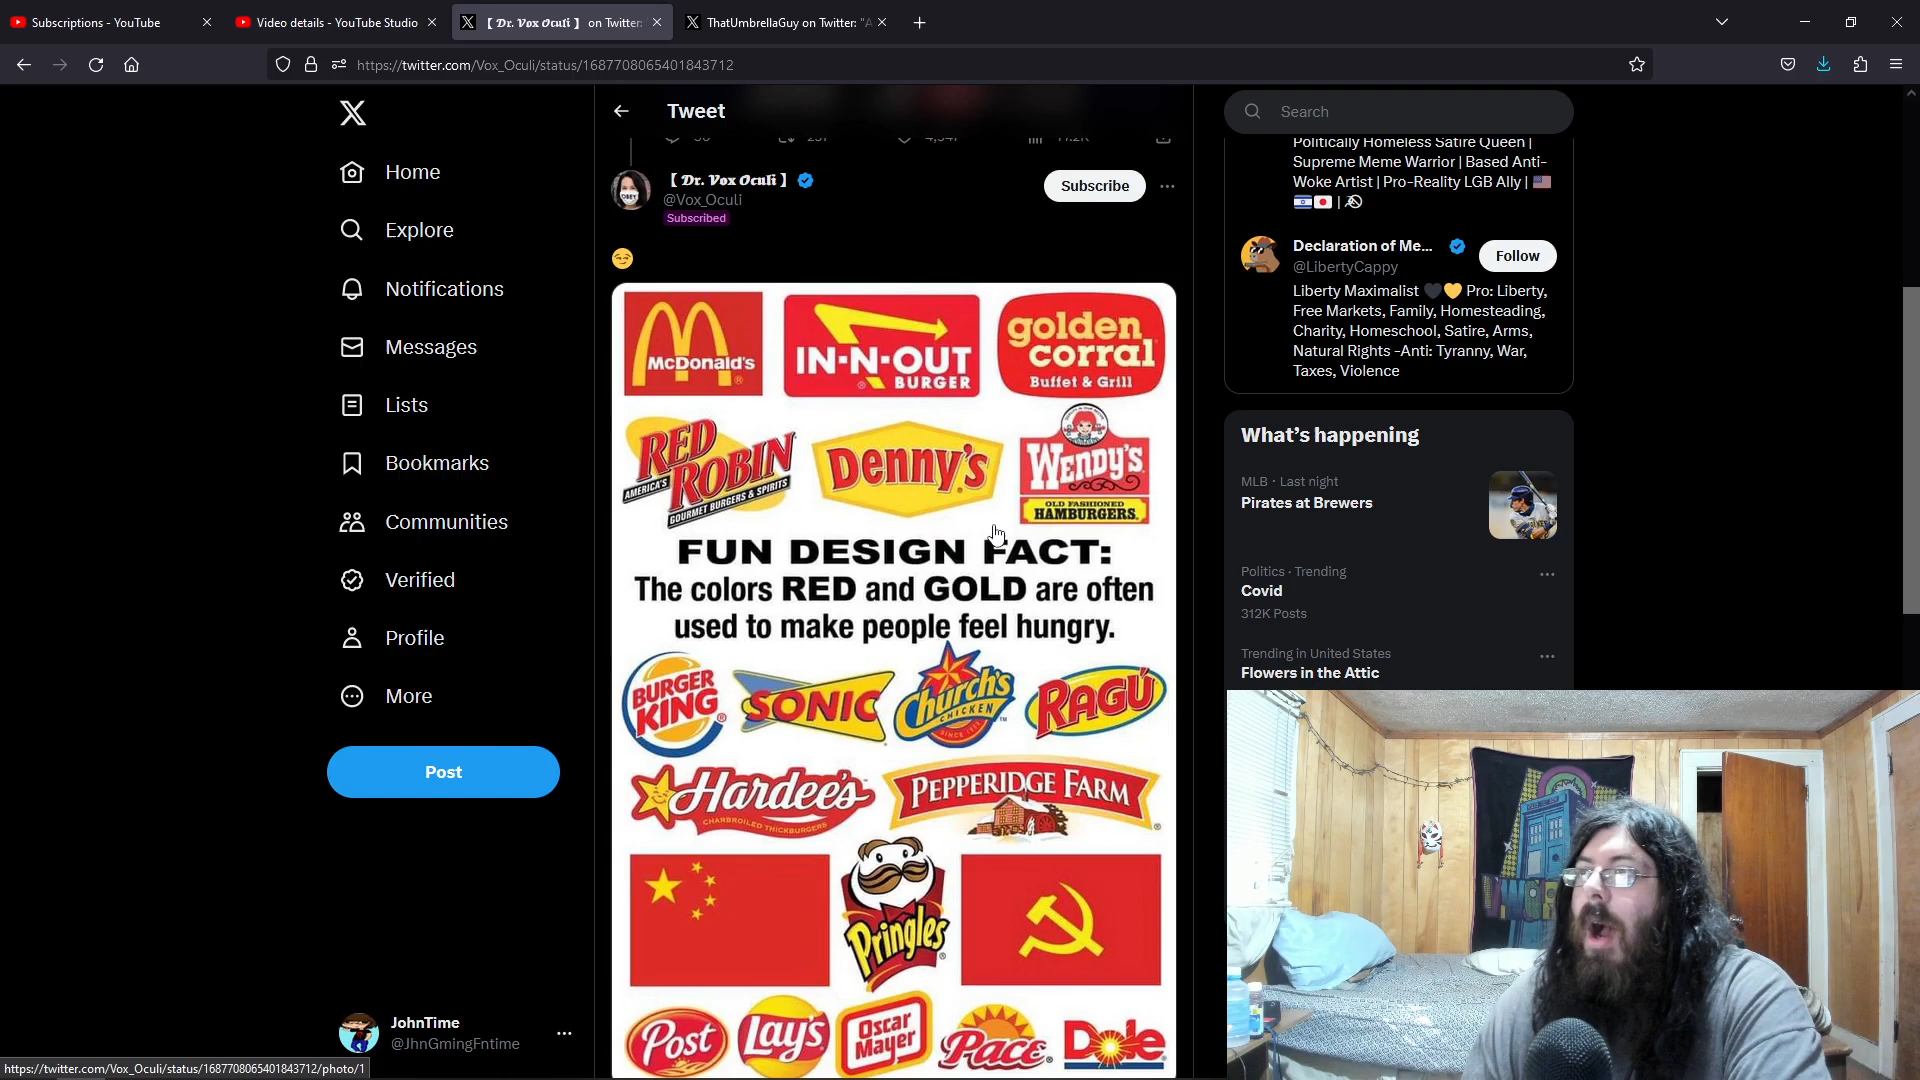 Subscriptions - YouTube
Video details - YouTube Studio
【 𝕯𝖗. 𝖁𝖔𝖝 𝕺𝖈𝖚𝖑𝖎 】 on Twitter:
ThatUmbrellaGuy on Twitter: "A
https://twitter.com/Vox_Oculi/status/1687708065401843712
Home
Explore
Notifications
Messages
Lists
Bookmarks
Communities
Verified
Profile
More
Post
JohnTime
@JhnGmingFntime
https://twitter.com/Vox_Oculi/status/1687708065401843712/photo/1
Tweet
【 𝕯𝖗. 𝖁𝖔𝖝 𝕺𝖈𝖚𝖑𝖎 】
@Vox_Oculi
Subscribed
Subscribe
OBEY
McDonald's
IN-N-OUT
BURGER
golden
corral
Buffet & Grill
RED
ROBIN
AMERICA'S
GOURMET BURGERS & SPIRITS
Denny's
WENDY'S
OLD FASHIONED
HAMBURGERS.
FUN DESIGN FACT:
The colors RED and GOLD are often
used to make people feel hungry.
BURGER
KING
SONIC
Church's
CHICKEN
RAGÚ
Hardee's
CHARBROILED THICKBURGERS
PEPPERIDGE FARM
Pringles
Post
Lay's
Oscar
Mayer
Pace
Dole
Search
Politically Homeless Satire Queen |
Supreme Meme Warrior | Based Anti-
Woke Artist | Pro-Reality LGB Ally | 🇺🇸
🇮🇱🇯🇵 |
Declaration of Me...
@LibertyCappy
Follow
Liberty Maximalist 🖤💛 Pro: Liberty,
Free Markets, Family, Homesteading,
Charity, Homeschool, Satire, Arms,
Natural Rights -Anti: Tyranny, War,
Taxes, Violence
What's happening
MLB · Last night
Pirates at Brewers
Politics · Trending
Covid
312K Posts
Trending in United States
Flowers in the Attic